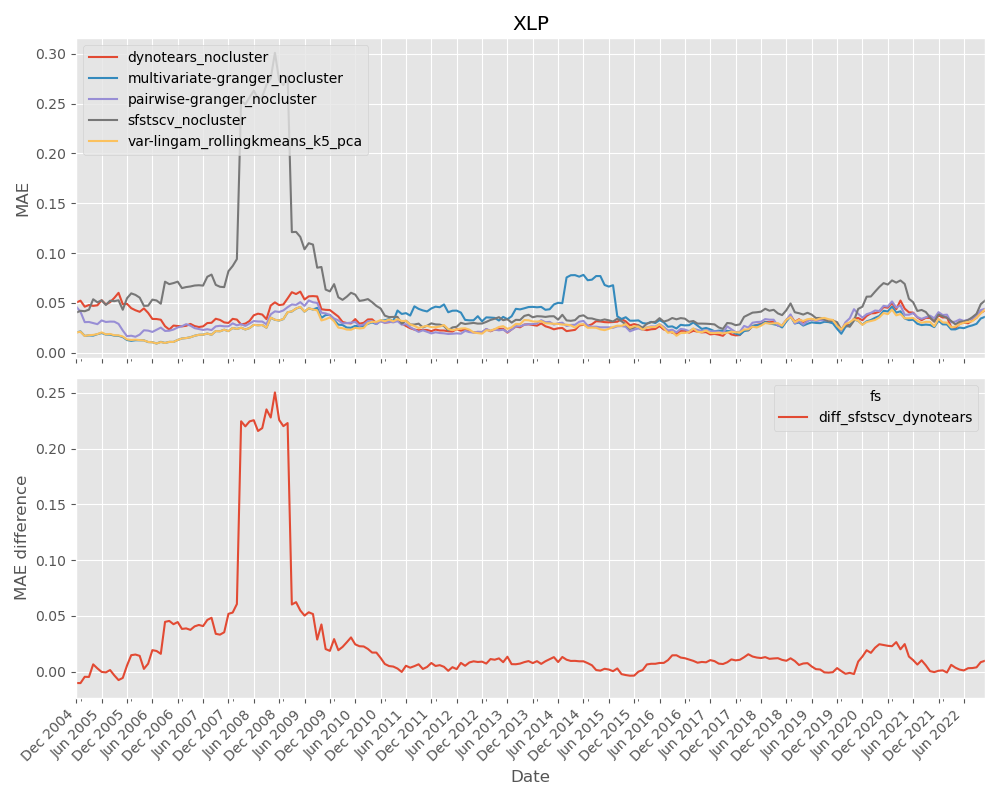 XLP
MAE
0.30
0.25
0.20
0.15
0.10
0.05
0.00
dynotears_nocluster
multivariate-granger_nocluster
pairwise-granger_nocluster
sfstscv_nocluster
var-lingam_rollingkmeans_k5_pca
MAE difference
0.25
0.20
0.15
0.10
0.05
0.00
fs
diff_sfstscv_dynotears
Dec 2004
Jun 2005
Dec 2005
Jun 2006
Dec 2006
Jun 2007
Dec 2007
Jun 2008
Dec 2008
Jun 2009
Dec 2009
Jun 2010
Dec 2010
Jun 2011
Dec 2011
Jun 2012
Dec 2012
Jun 2013
Dec 2013
Jun 2014
Dec 2014
Jun 2015
Dec 2015
Jun 2016
Dec 2016
Jun 2017
Dec 2017
Jun 2018
Dec 2018
Jun 2019
Dec 2019
Jun 2020
Dec 2020
Jun 2021
Dec 2021
Jun 2022
Date